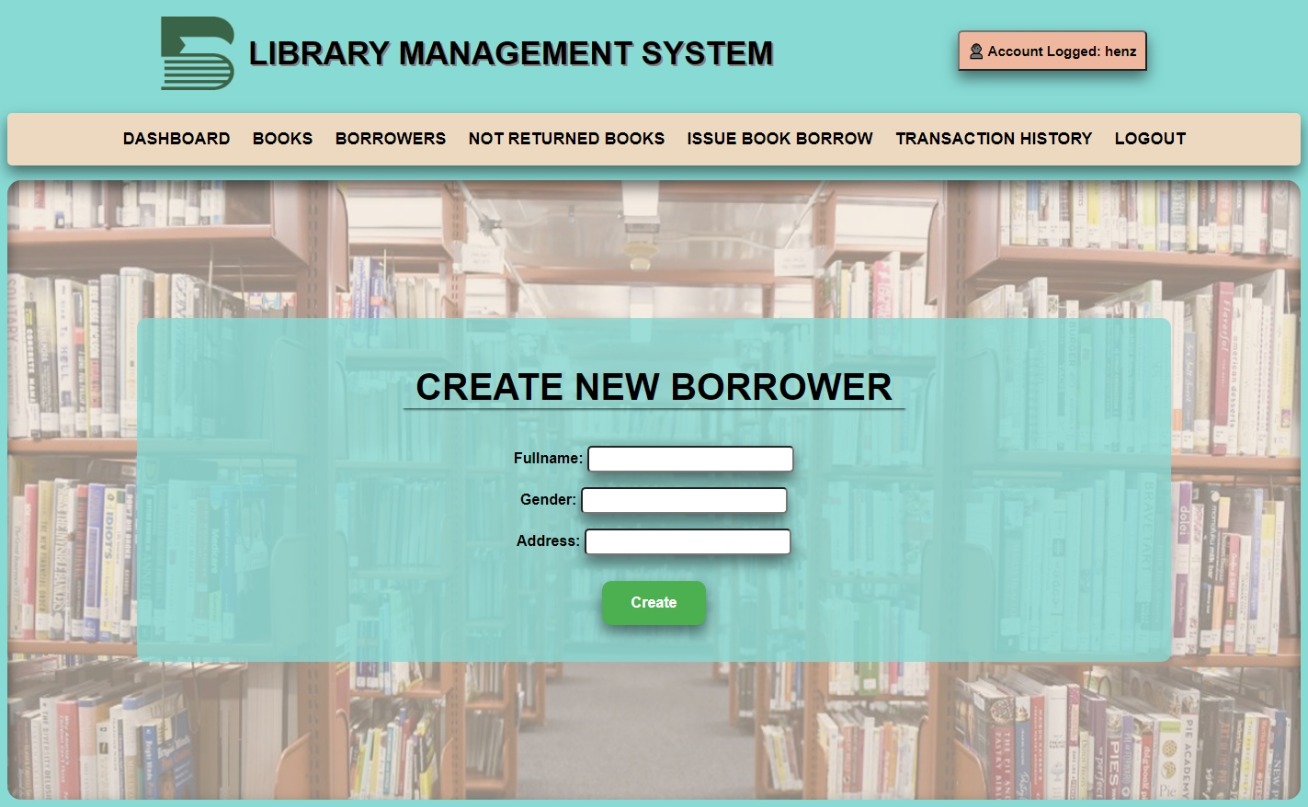 LIBRARY MANAGEMENT SYSTEM
Account Logged: henz
DASHBOARD BOOKS BORROWERS NOT RETURNED BOOKS ISSUE BOOK BORROW TRANSACTION HISTORY LOGOUT
CREATE NEW BORROWER
Fullname:
Gender:
Address:
Create